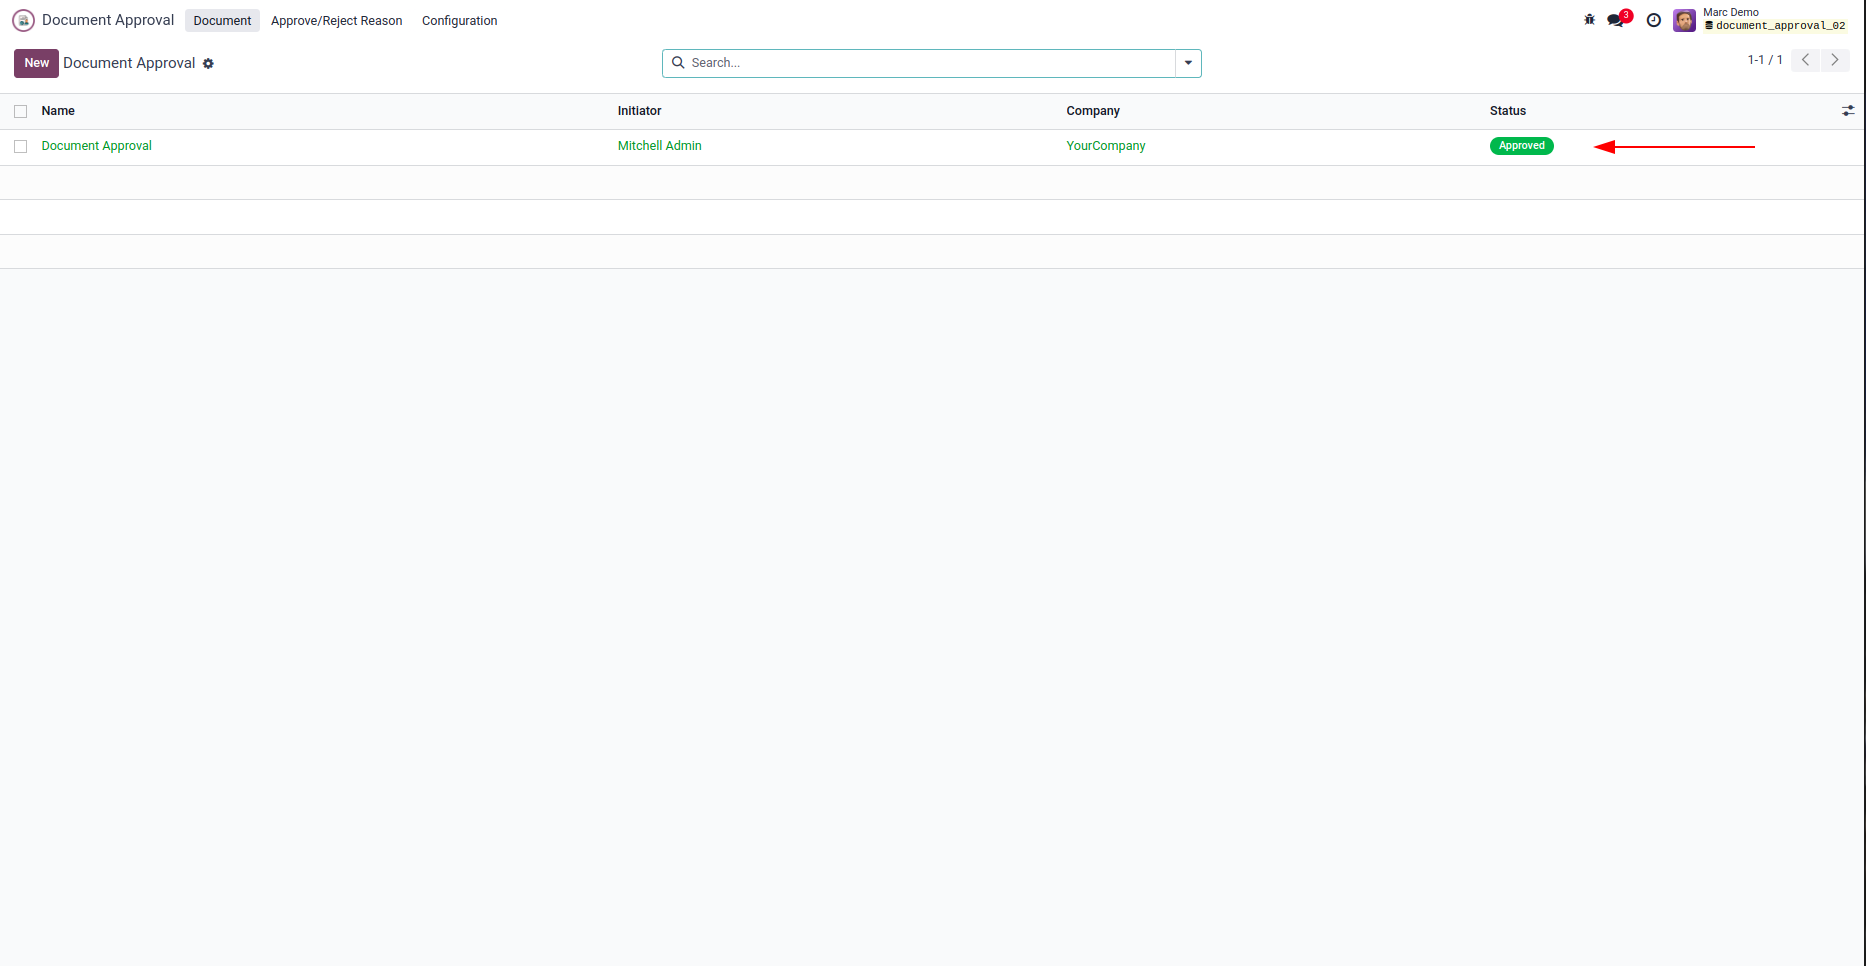 Document Approval Document Approve/Reject Reason Configuration 3 Marc Demo
document_approval_02
New Document Approval Search... 1-1 / 1
Name Initiator Company Status
Document Approval Mitchell Admin YourCompany Approved